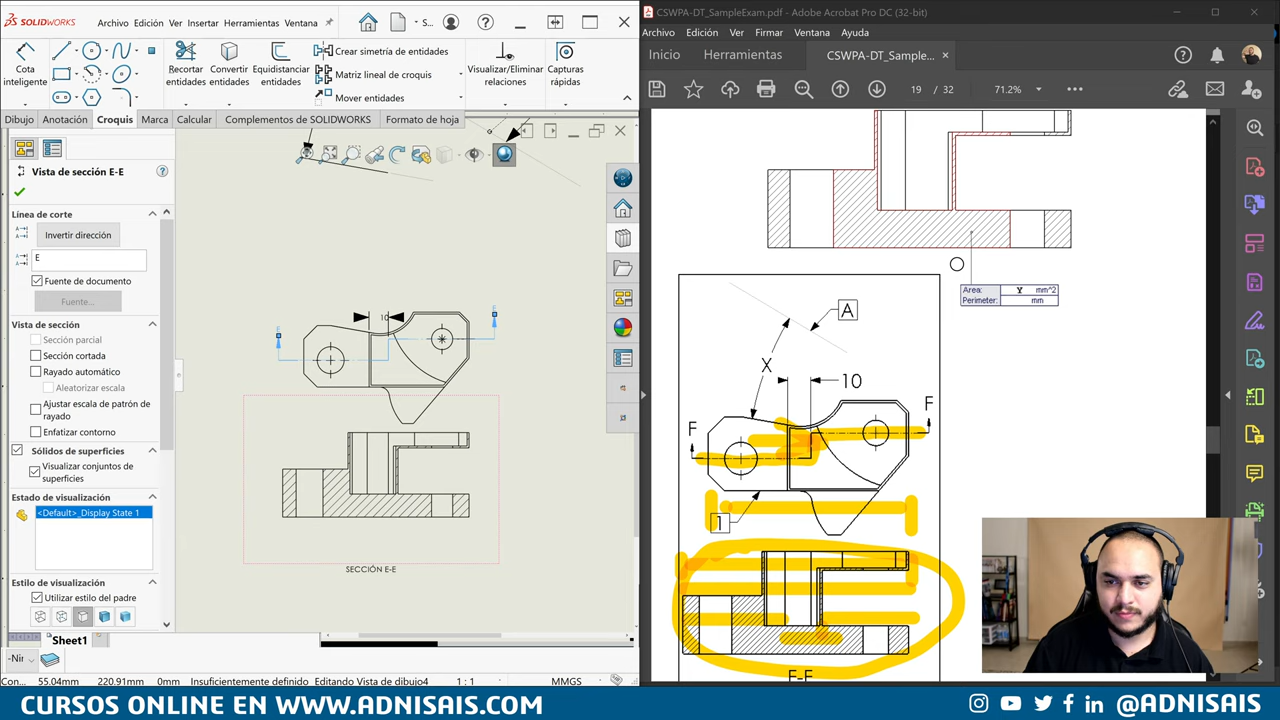 SOLIDWORKS
Archivo Edición Ver Insertar Herramientas Ventana
S...
Cota inteligente
Recortar entidades
Convertir entidades
Equidistanciar entidades
Crear simetría de entidades
Matriz lineal de croquis
Mover entidades
Visualizar/Eliminar relaciones
Capturas rápidas
Dibujo Anotación Croquis Marca Calcular Complementos de SOLIDWORKS Formato de hoja
Vista de sección E-E
Línea de corte
Invertir dirección
E
Fuente de documento
Fuente...
Vista de sección
Sección parcial
Sección cortada
Rayado automático
Aleatorizar escala
Ajustar escala de patrón de rayado
Enfatizar contorno
Sólidos de superficies
Visualizar conjuntos de superficies
Estado de visualización
<Default>_Display State 1
Estilo de visualización
Utilizar estilo del padre
10
SECCIÓN E-E
Sheet1
55.04mm 220.91mm 0mm Insuficientemente definido Editando Vista de dibujo4 1 : 1 MMGS
CSWPA-DT_SampleExam.pdf - Adobe Acrobat Pro DC (32-bit)
Archivo Edición Ver Firmar Ventana Ayuda
Inicio Herramientas CSWPA-DT_Sample...
19 / 32 71.2%
Area: Y mm^2
Perimeter: mm
A
X
10
F
F
1
F-F
CURSOS ONLINE EN WWW.ADNISAIS.COM
@ADNISAIS